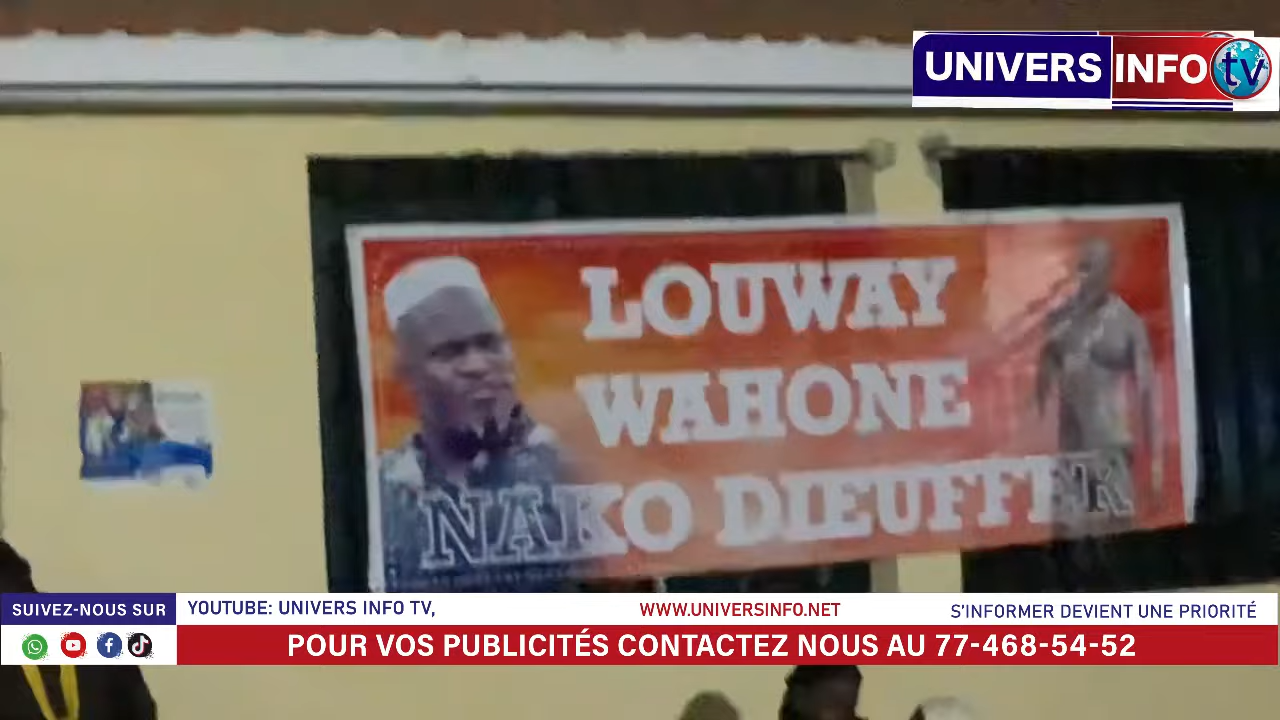 UNIVERS INFO tv
LOUWAY
WAHONE
NAKO DIEUFFEK
SUIVEZ-NOUS SUR
YOUTUBE: UNIVERS INFO TV,
WWW.UNIVERSINFO.NET
S'INFORMER DEVIENT UNE PRIORITÉ
POUR VOS PUBLICITÉS CONTACTEZ NOUS AU 77-468-54-52